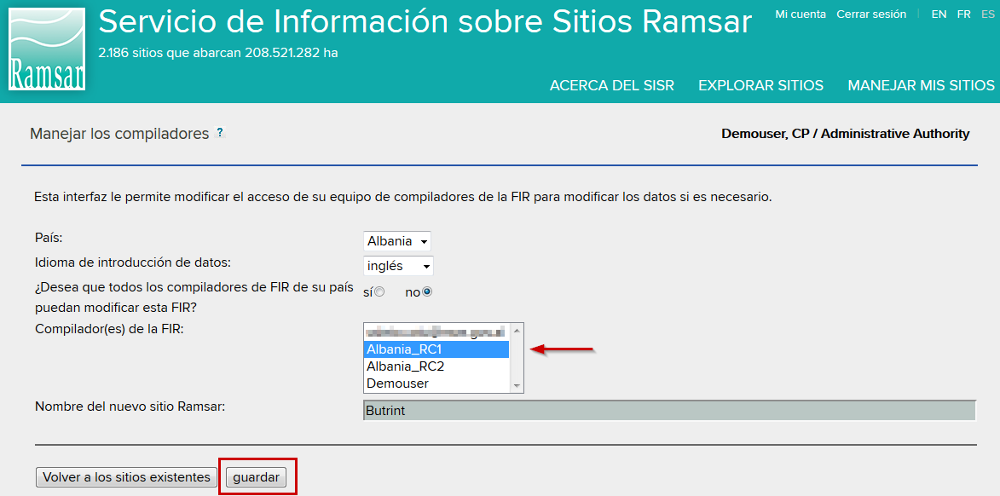 Ramsar
Servicio de Información sobre Sitios Ramsar
Mi cuenta Cerrar sesión EN FR ES
2.186 sitios que abarcan 208.521.282 ha
ACERCA DEL SISR EXPLORAR SITIOS MANEJAR MIS SITIOS
Manejar los compiladores ?
Demouser, CP / Administrative Authority
Esta interfaz le permite modificar el acceso de su equipo de compiladores de la FIR para modificar los datos si es necesario.
País: Albania
Idioma de introducción de datos: inglés
¿Desea que todos los compiladores de FIR de su país
puedan modificar esta FIR?
sí no
Compilador(es) de la FIR:
Albania_RC1
Albania_RC2
Demouser
Nombre del nuevo sitio Ramsar: Butrint
Volver a los sitios existentes guardar